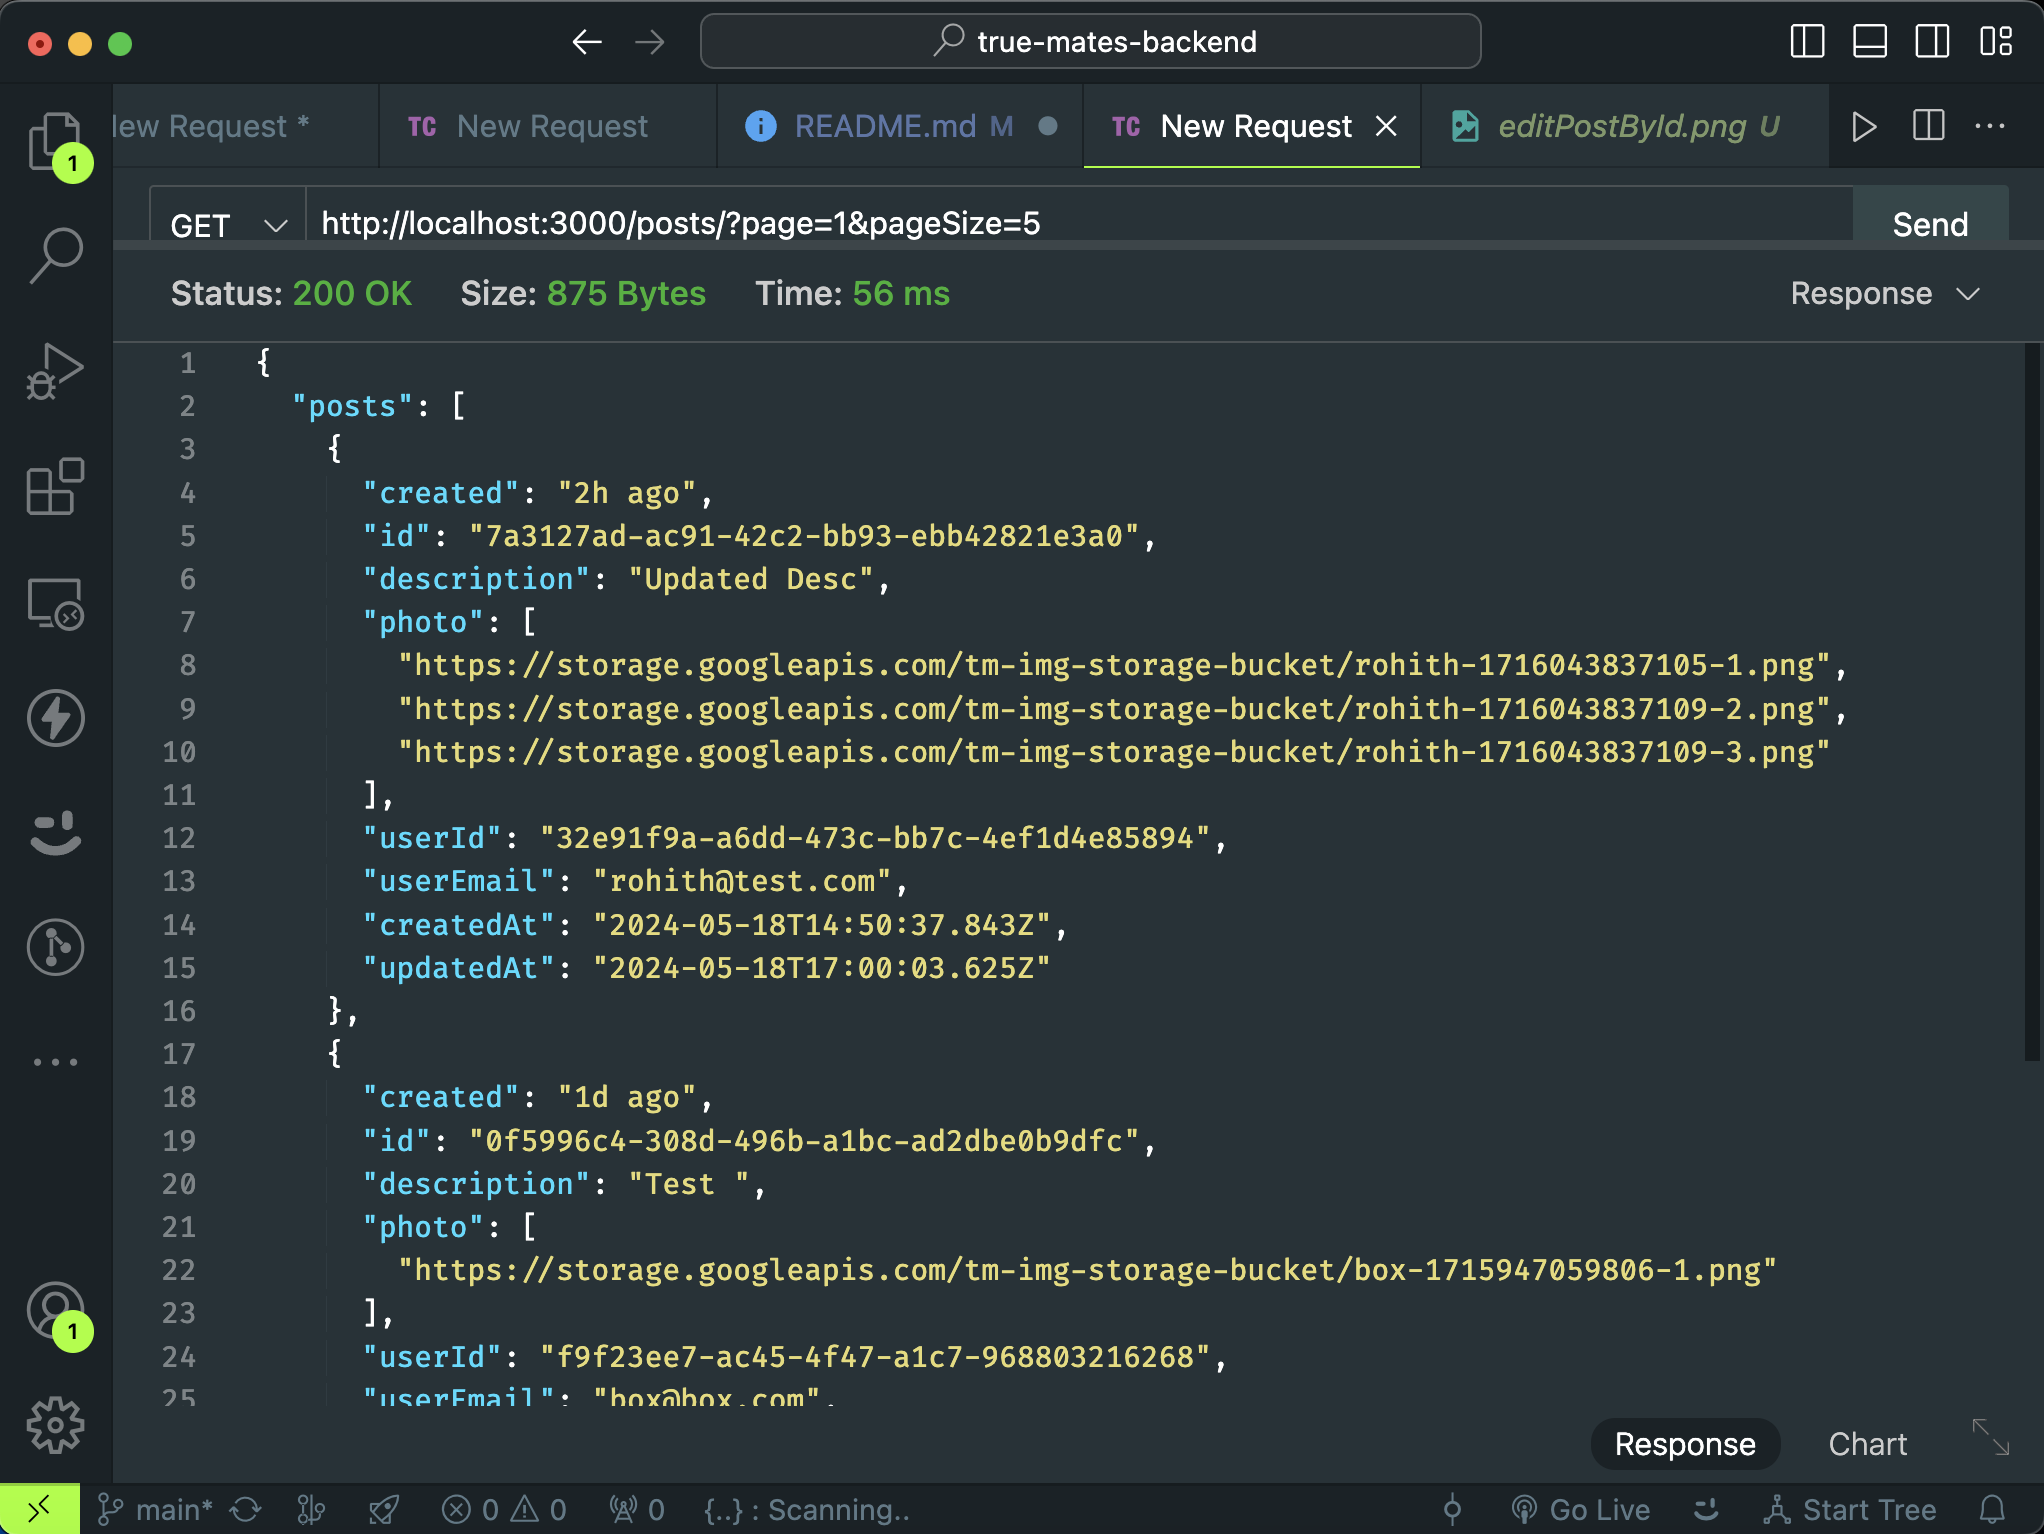 true-mates-backend
New Request *
TC New Request
README.md M
TC New Request
editPostById.png U
GET http://localhost:3000/posts/?page=1&pageSize=5 Send
Status: 200 OK Size: 875 Bytes Time: 56 ms Response
1 {
2 "posts": [
3 {
4 "created": "2h ago",
5 "id": "7a3127ad-ac91-42c2-bb93-ebb42821e3a0",
6 "description": "Updated Desc",
7 "photo": [
8 "https://storage.googleapis.com/tm-img-storage-bucket/rohith-1716043837105-1.png",
9 "https://storage.googleapis.com/tm-img-storage-bucket/rohith-1716043837109-2.png",
10 "https://storage.googleapis.com/tm-img-storage-bucket/rohith-1716043837109-3.png"
11 ],
12 "userId": "32e91f9a-a6dd-473c-bb7c-4ef1d4e85894",
13 "userEmail": "rohith@test.com",
14 "createdAt": "2024-05-18T14:50:37.843Z",
15 "updatedAt": "2024-05-18T17:00:03.625Z"
16 },
17 {
18 "created": "1d ago",
19 "id": "0f5996c4-308d-496b-a1bc-ad2dbe0b9dfc",
20 "description": "Test ",
21 "photo": [
22 "https://storage.googleapis.com/tm-img-storage-bucket/box-1715947059806-1.png"
23 ],
24 "userId": "f9f23ee7-ac45-4f47-a1c7-968803216268",
25 "userEmail": "box@box.com",
1
1
Response Chart
main* 0 0 0 {..} : Scanning.. Go Live Start Tree